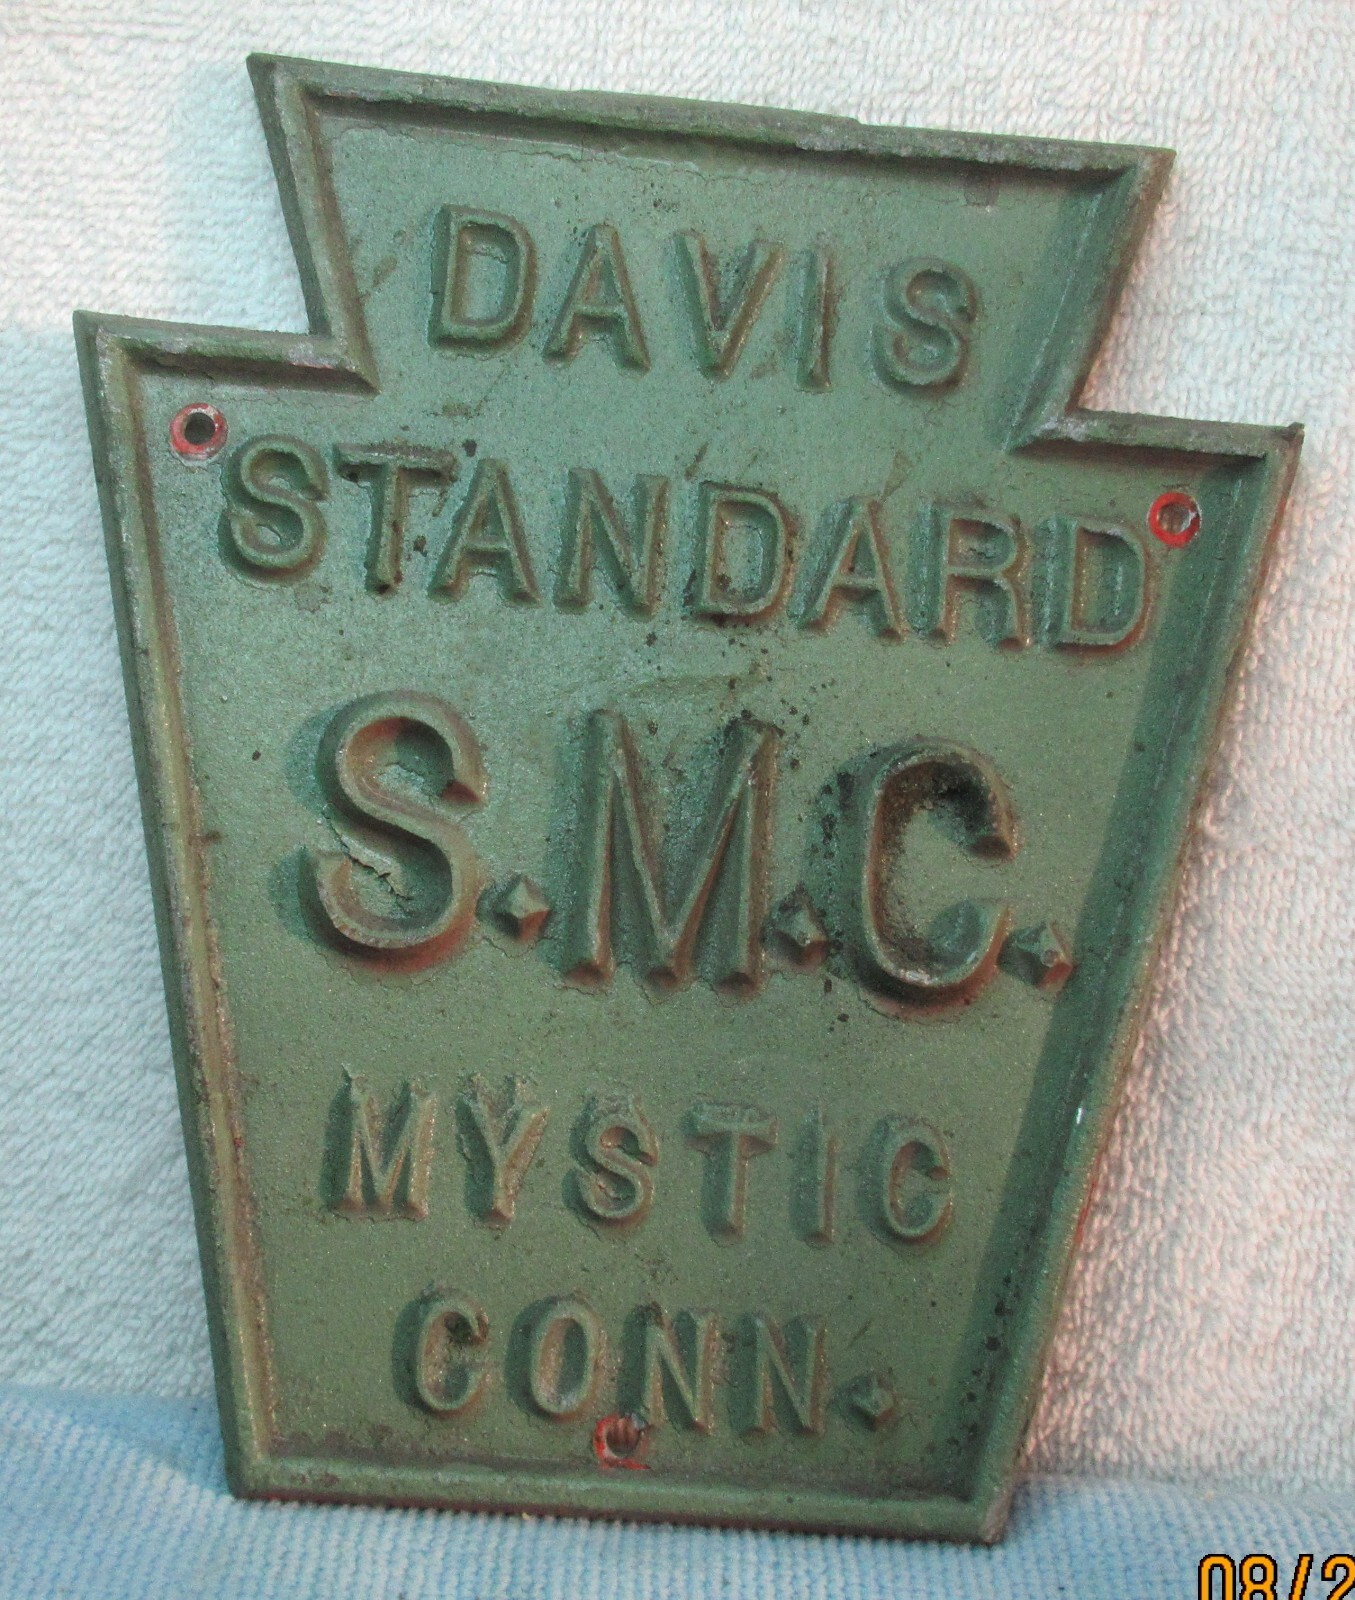 DAVIS
STANDARD
S.M.C.
MYSTIC
CONN.
08/2